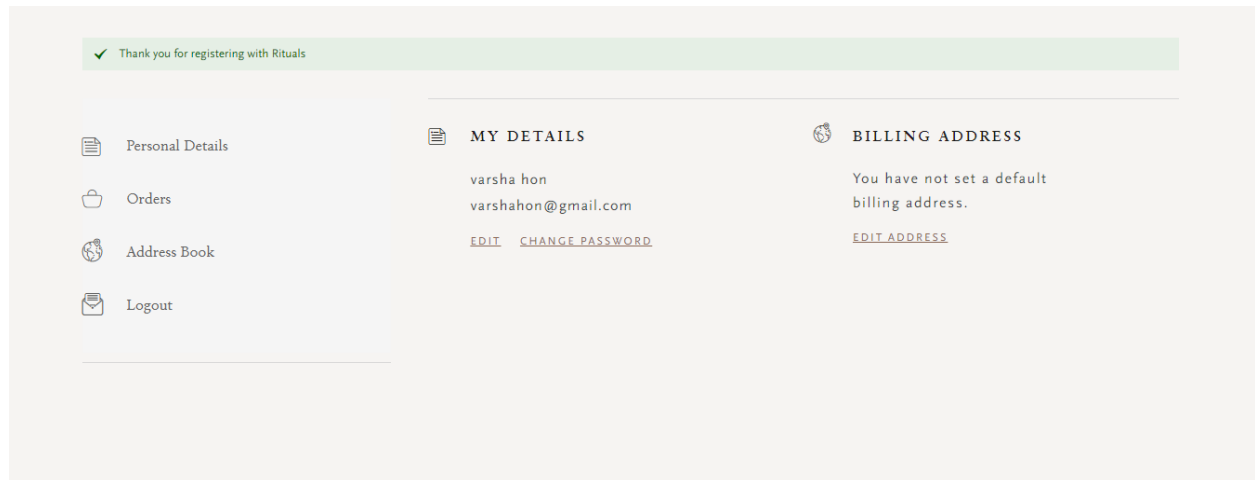 Thank you for registering with Rituals
Personal Details
Orders
Address Book
Logout
MY DETAILS
varsha hon
varshahon@gmail.com
EDIT CHANGE PASSWORD
BILLING ADDRESS
You have not set a default
billing address.
EDIT ADDRESS